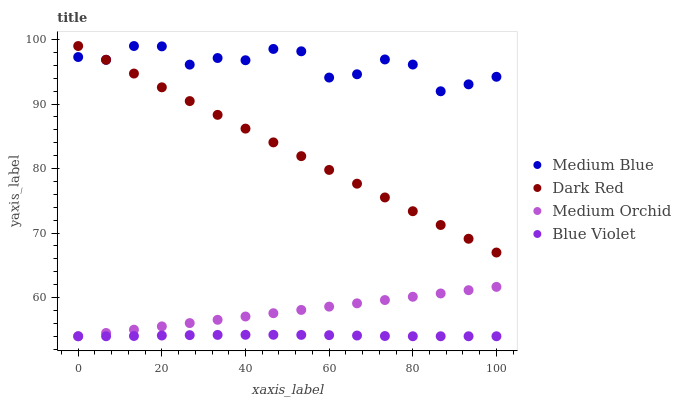 title
100
90
80
70
60
yaxis_label
0 20 40 60 80 100
xaxis_label
Medium Blue
Dark Red
Medium Orchid
Blue Violet